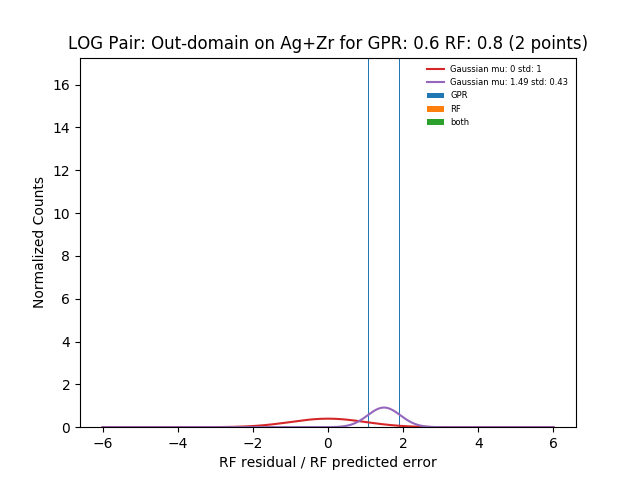 LOG Pair: Out-domain on Ag+Zr for GPR: 0.6 RF: 0.8 (2 points)
Gaussian mu: 0 std: 1
Gaussian mu: 1.49 std: 0.43
GPR
RF
both
Normalized Counts
16
14
12
10
8
6
4
2
0
−6 −4 −2 0 2 4 6
RF residual / RF predicted error